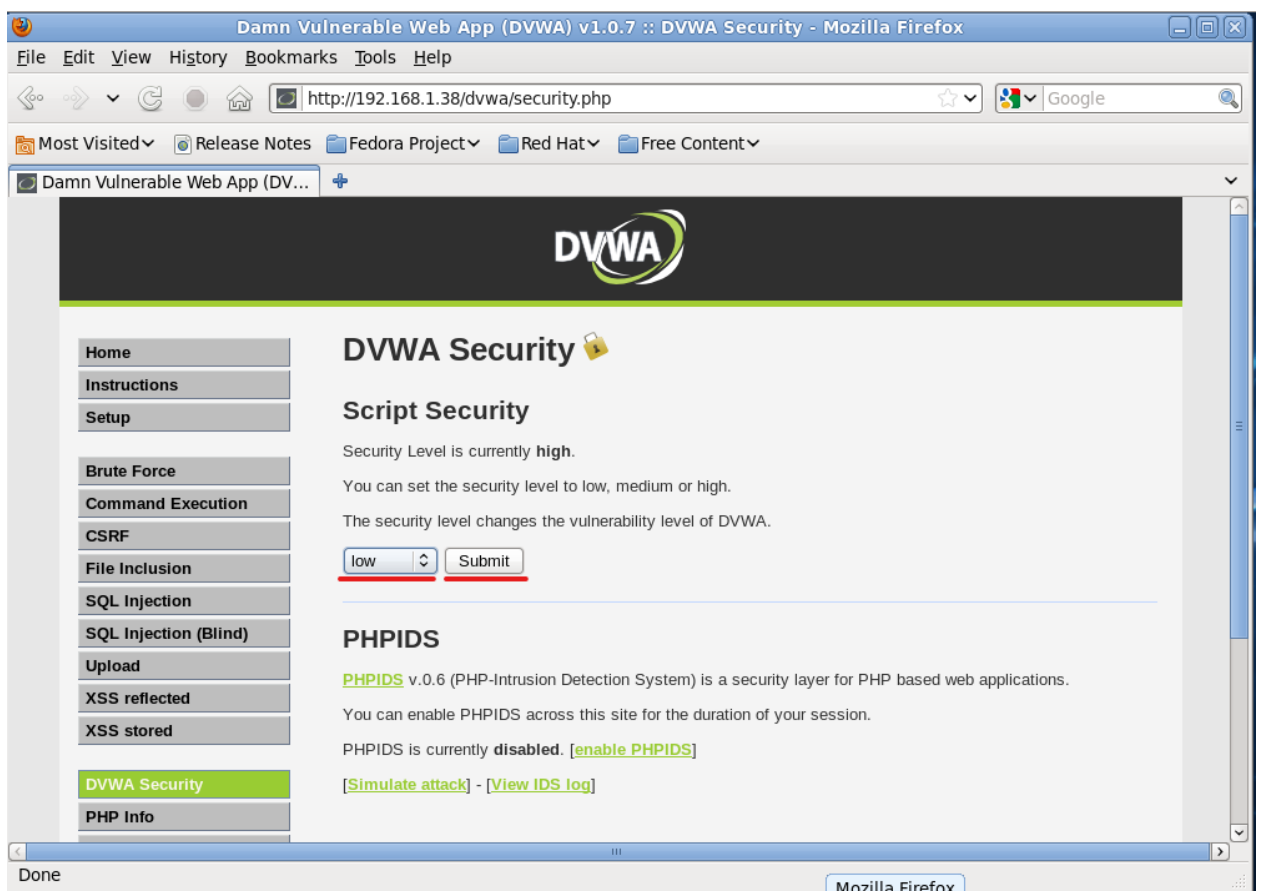 Damn Vulnerable Web App (DVWA) v1.0.7 :: DVWA Security - Mozilla Firefox
File Edit View History Bookmarks Tools Help
http://192.168.1.38/dvwa/security.php Google
Most Visited Release Notes Fedora Project Red Hat Free Content
Damn Vulnerable Web App (DV...
DVWA
Home
Instructions
Setup
Brute Force
Command Execution
CSRF
File Inclusion
SQL Injection
SQL Injection (Blind)
Upload
XSS reflected
XSS stored
DVWA Security
PHP Info
DVWA Security
Script Security
Security Level is currently high.
You can set the security level to low, medium or high.
The security level changes the vulnerability level of DVWA.
low Submit
PHPIDS
PHPIDS v.0.6 (PHP-Intrusion Detection System) is a security layer for PHP based web applications.
You can enable PHPIDS across this site for the duration of your session.
PHPIDS is currently disabled. [enable PHPIDS]
[Simulate attack] - [View IDS log]
Done
Mozilla Firefox